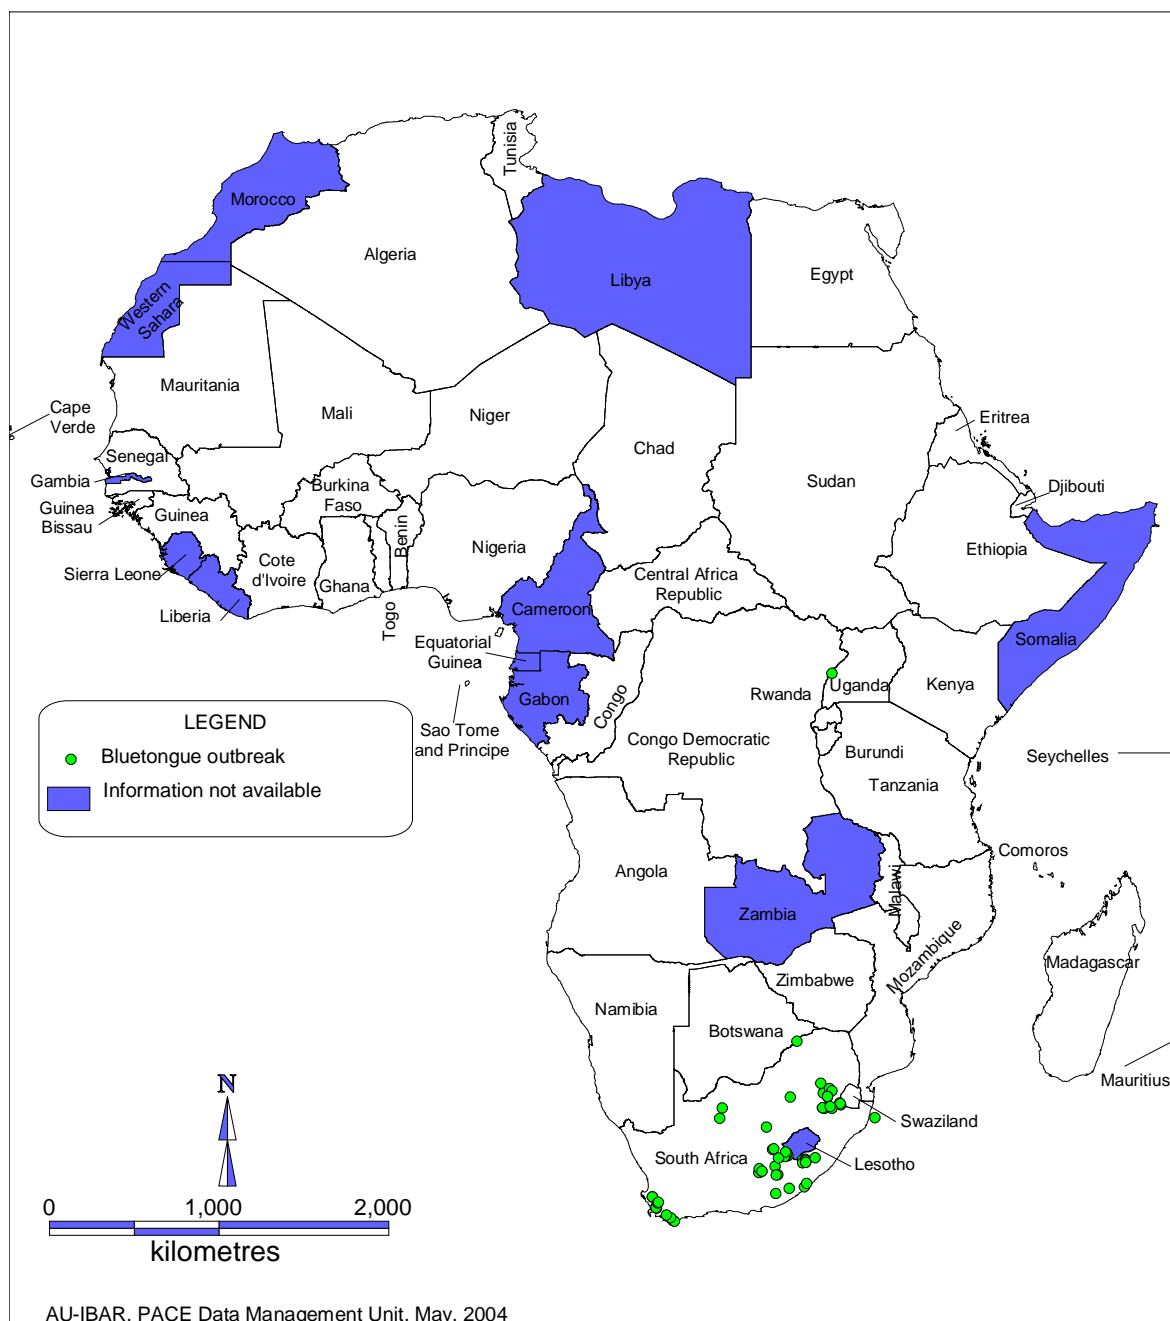 Tunisia
Morocco
Algeria
Libya
Egypt
Western
Sahara
Mauritania
Mali
Niger
Chad
Sudan
Eritrea
Cape
Verde
Senegal
Gambia
Guinea
Bissau
Guinea
Burkina
Faso
Benin
Djibouti
Nigeria
Ethiopia
Sierra Leone
Cote
d'Ivoire
Ghana
Togo
Liberia
Central Africa
Republic
Cameroon
Somalia
Equatorial
Guinea
Gabon
Congo
Rwanda
Uganda
Kenya
Sao Tome
and Principe
Congo Democratic
Republic
Burundi
Tanzania
Seychelles
LEGEND
Bluetongue outbreak
Information not available
Angola
Zambia
Malawi
Comoros
Mozambique
Madagascar
Zimbabwe
Namibia
Botswana
Mauritius
Swaziland
South Africa
Lesotho
N
0 1,000 2,000
kilometres
AU-IBAR, PACE Data Management Unit, May, 2004